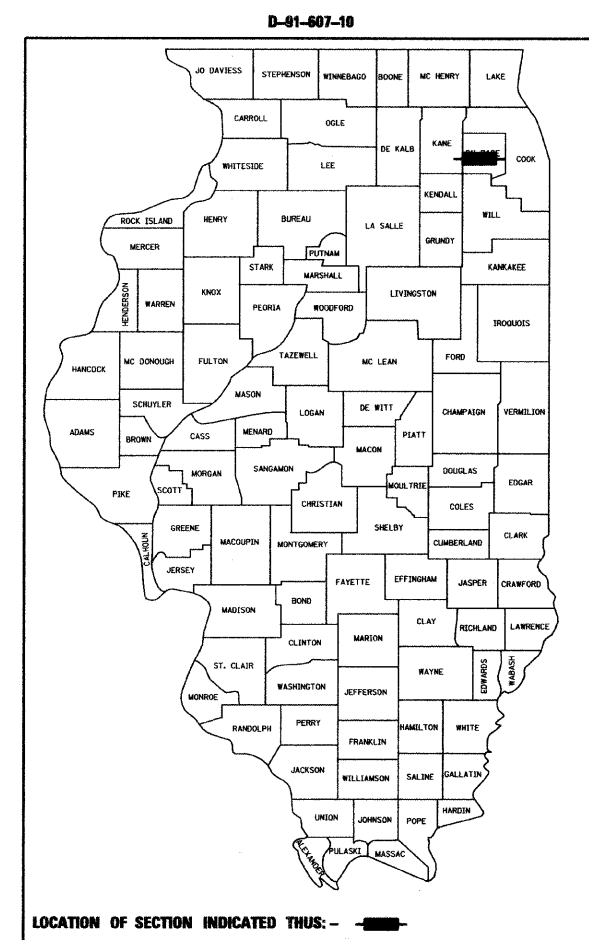 D-91-607-10
JO DAVIESS
STEPHENSON
WINNEBAGO
BOONE
MC HENRY
LAKE
CARROLL
OGLE
DE KALB
KANE
COOK
WHITESIDE
LEE
KENDALL
WILL
ROCK ISLAND
HENRY
BUREAU
LA SALLE
GRUNDY
MERCER
PUTNAM
KANKAKEE
STARK
MARSHALL
HENDERSON
WARREN
KNOX
PEORIA
WOODFORD
LIVINGSTON
IROQUOIS
HANCOCK
MC DONOUGH
FULTON
TAZEWELL
MC LEAN
FORD
MASON
SCHUYLER
LOGAN
DE WITT
CHAMPAIGN
VERMILION
ADAMS
BROWN
CASS
MENARD
PIATT
MACON
MORGAN
SANGAMON
DOUGLAS
EDGAR
PIKE
SCOTT
MOULTRIE
CHRISTIAN
COLES
GREENE
SHELBY
CALHOUN
MACOUPIN
MONTGOMERY
CUMBERLAND
CLARK
JERSEY
FAYETTE
EFFINGHAM
JASPER
CRAWFORD
MADISON
BOND
CLAY
MARION
RICHLAND
LAWRENCE
CLINTON
ST. CLAIR
WAYNE
EDWARDS
WABASH
WASHINGTON
JEFFERSON
MONROE
RANDOLPH
PERRY
HAMILTON
WHITE
FRANKLIN
JACKSON
WILLIAMSON
SALINE
GALLATIN
HARDIN
UNION
JOHNSON
POPE
ALEXANDER
PULASKI
MASSAC
LOCATION OF SECTION INDICATED THUS: -